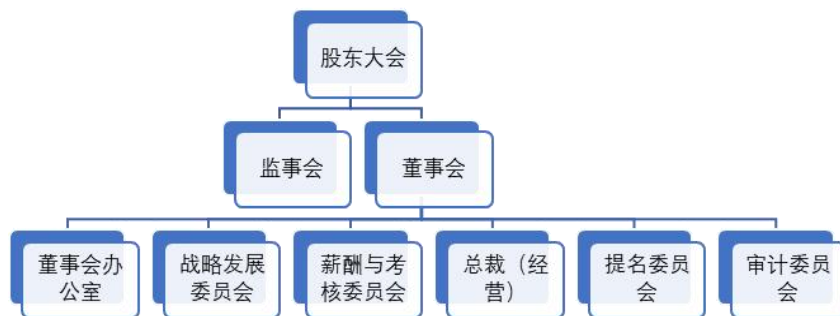 股东大会
监事会
董事会
董事会办
公室
战略发展
委员会
薪酬与考
核委员会
总裁（经
营）
提名委员
会
审计委员
会